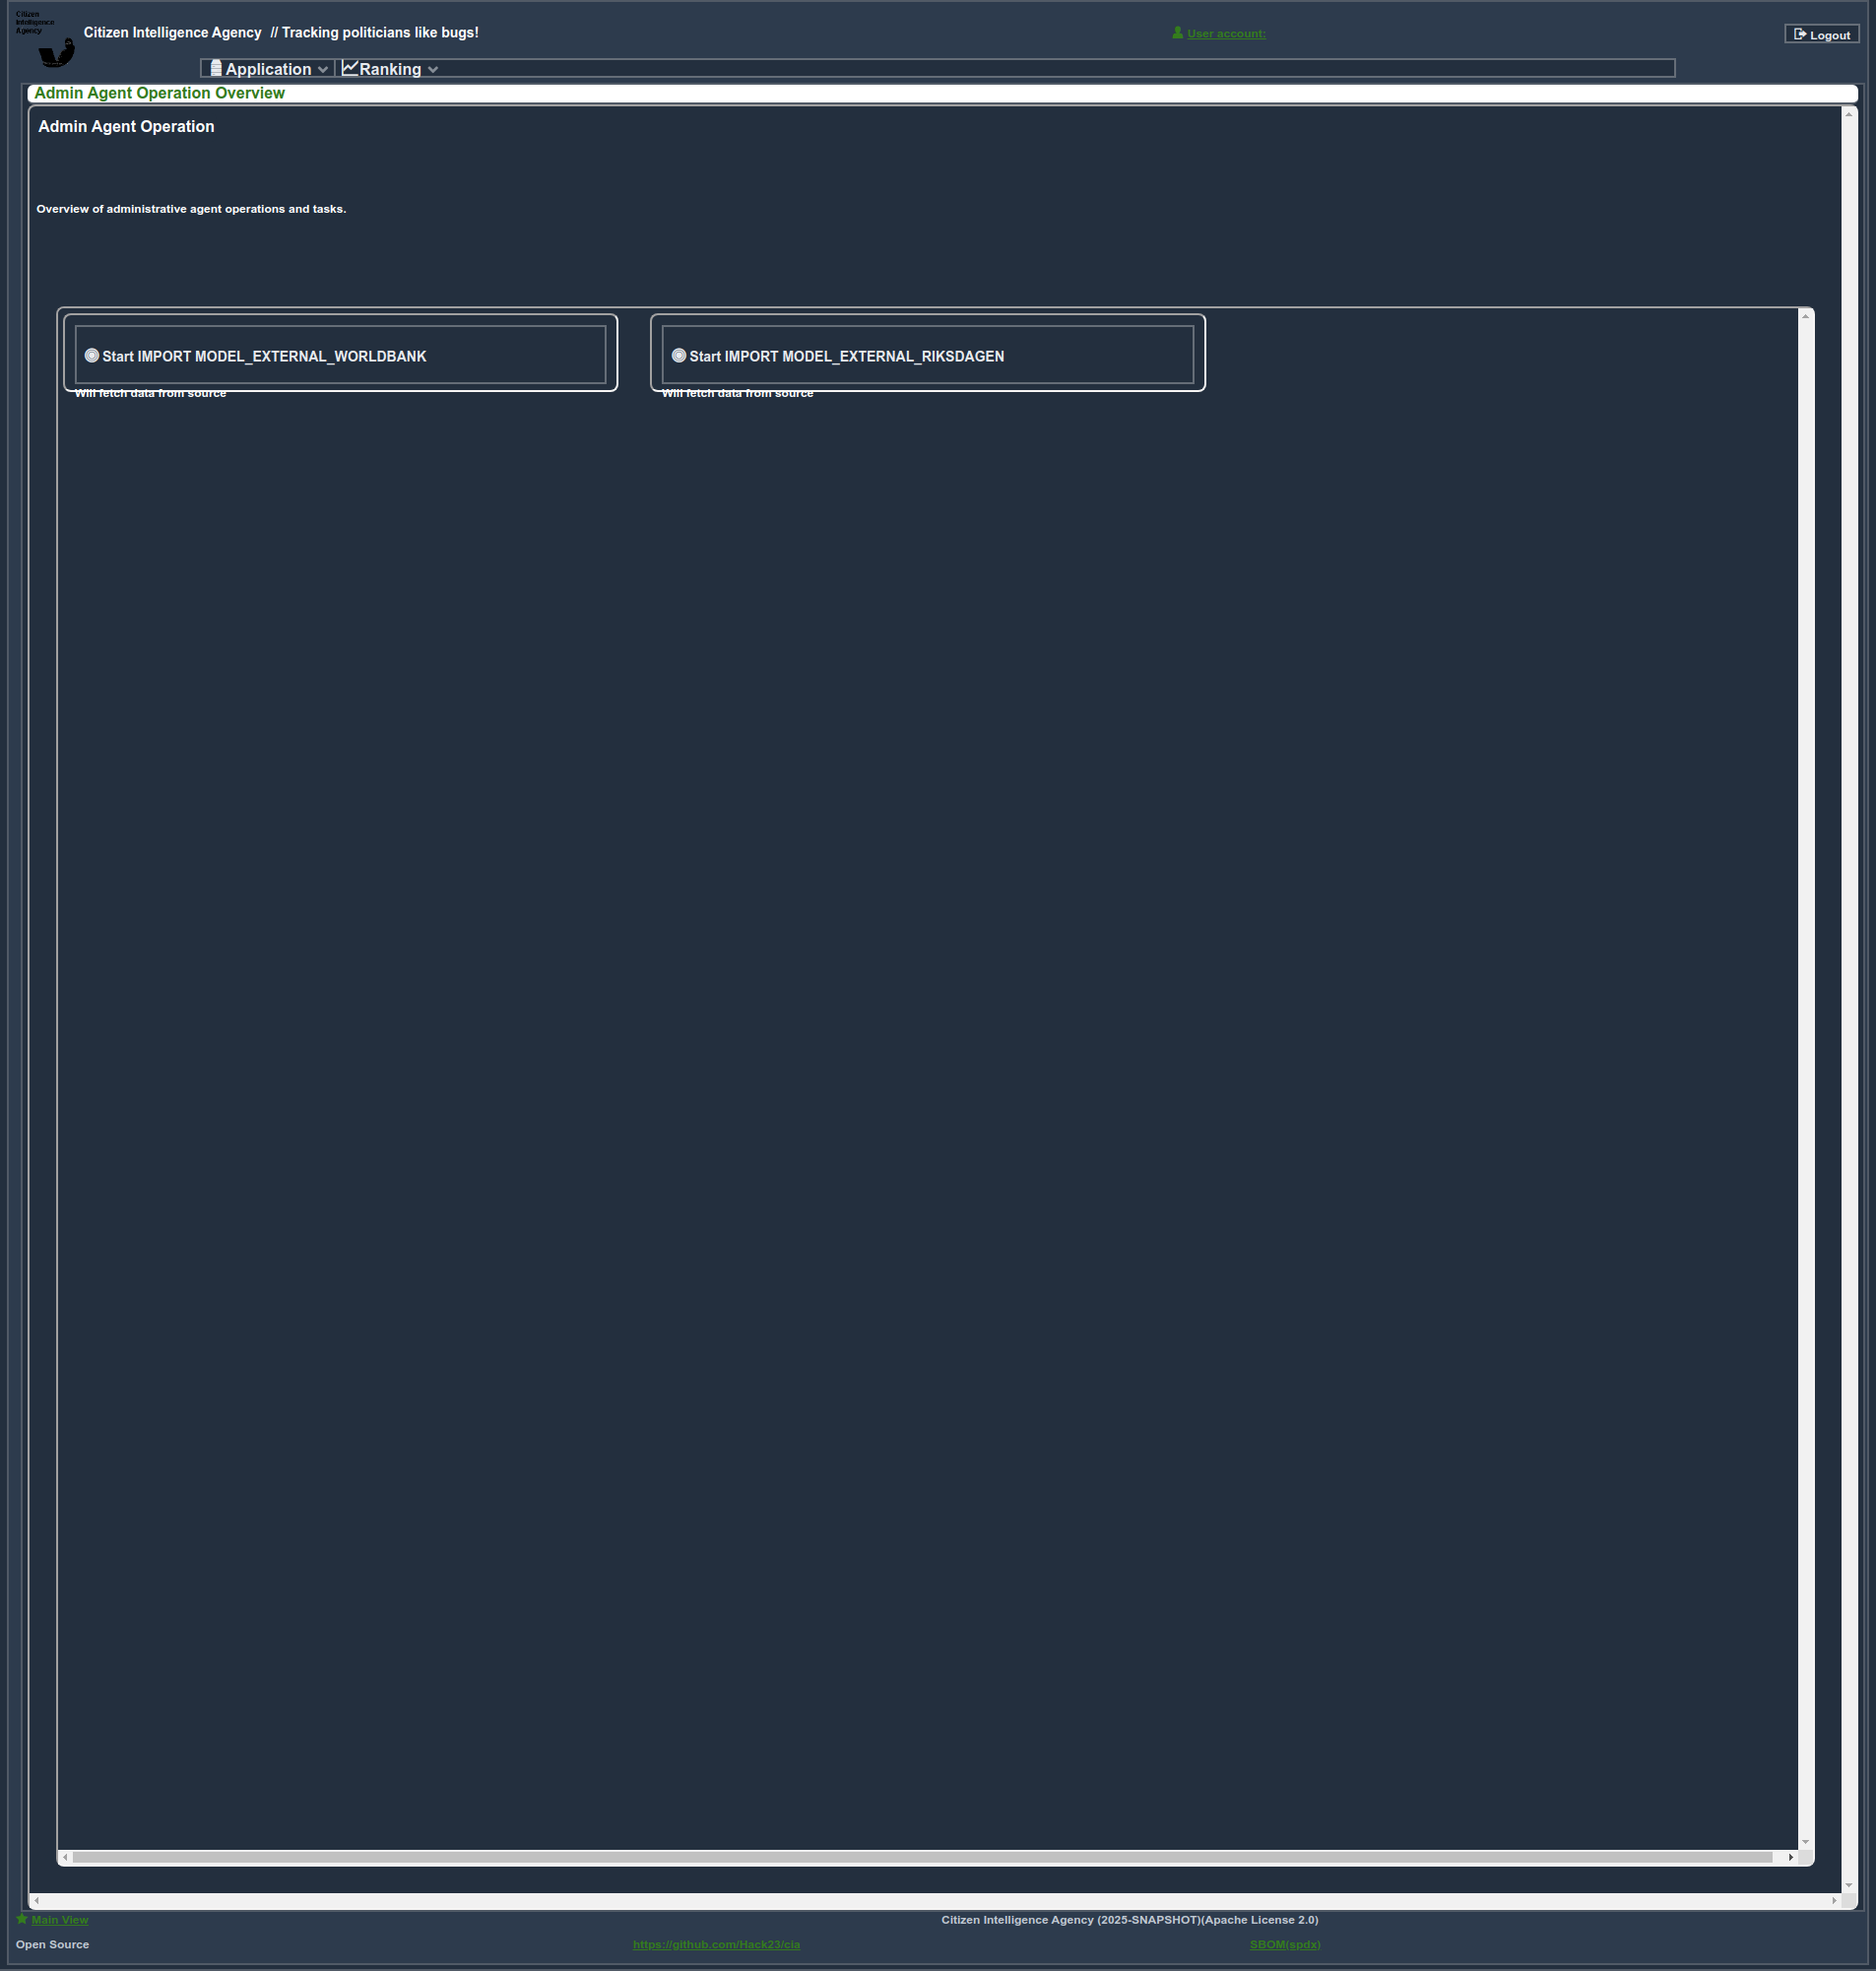 Citizen
Intelligence
Agency
Citizen Intelligence Agency // Tracking politicians like bugs!
User account:
Logout
Application
Ranking
Admin Agent Operation Overview
Admin Agent Operation
Overview of administrative agent operations and tasks.
Start IMPORT MODEL_EXTERNAL_WORLDBANK
Will fetch data from source
Start IMPORT MODEL_EXTERNAL_RIKSDAGEN
Will fetch data from source
Main View
Citizen Intelligence Agency (2025-SNAPSHOT)(Apache License 2.0)
Open Source
https://github.com/Hack23/cia
SBOM(spdx)